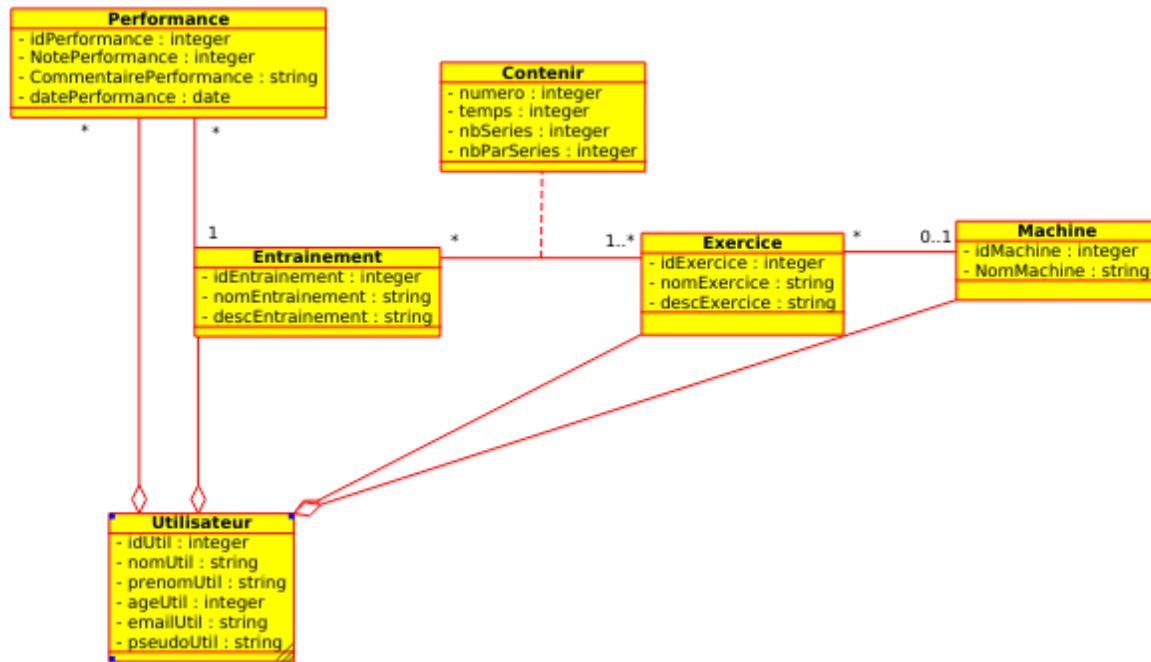 Performance
- idPerformance : integer
- NotePerformance : integer
- CommentairePerformance : string
- datePerformance : date
*
*
Contenir
- numero : integer
- temps : integer
- nbSeries : integer
- nbParSeries : integer
1
Entrainement
- idEntrainement : integer
- nomEntrainement : string
- descEntrainement : string
*
1..*
Exercice
- idExercice : integer
- nomExercice : string
- descExercice : string
*
0..1
Machine
- idMachine : integer
- NomMachine : string
Utilisateur
- idUtil : integer
- nomUtil : string
- prenomUtil : string
- ageUtil : integer
- emailUtil : string
- pseudoUtil : string